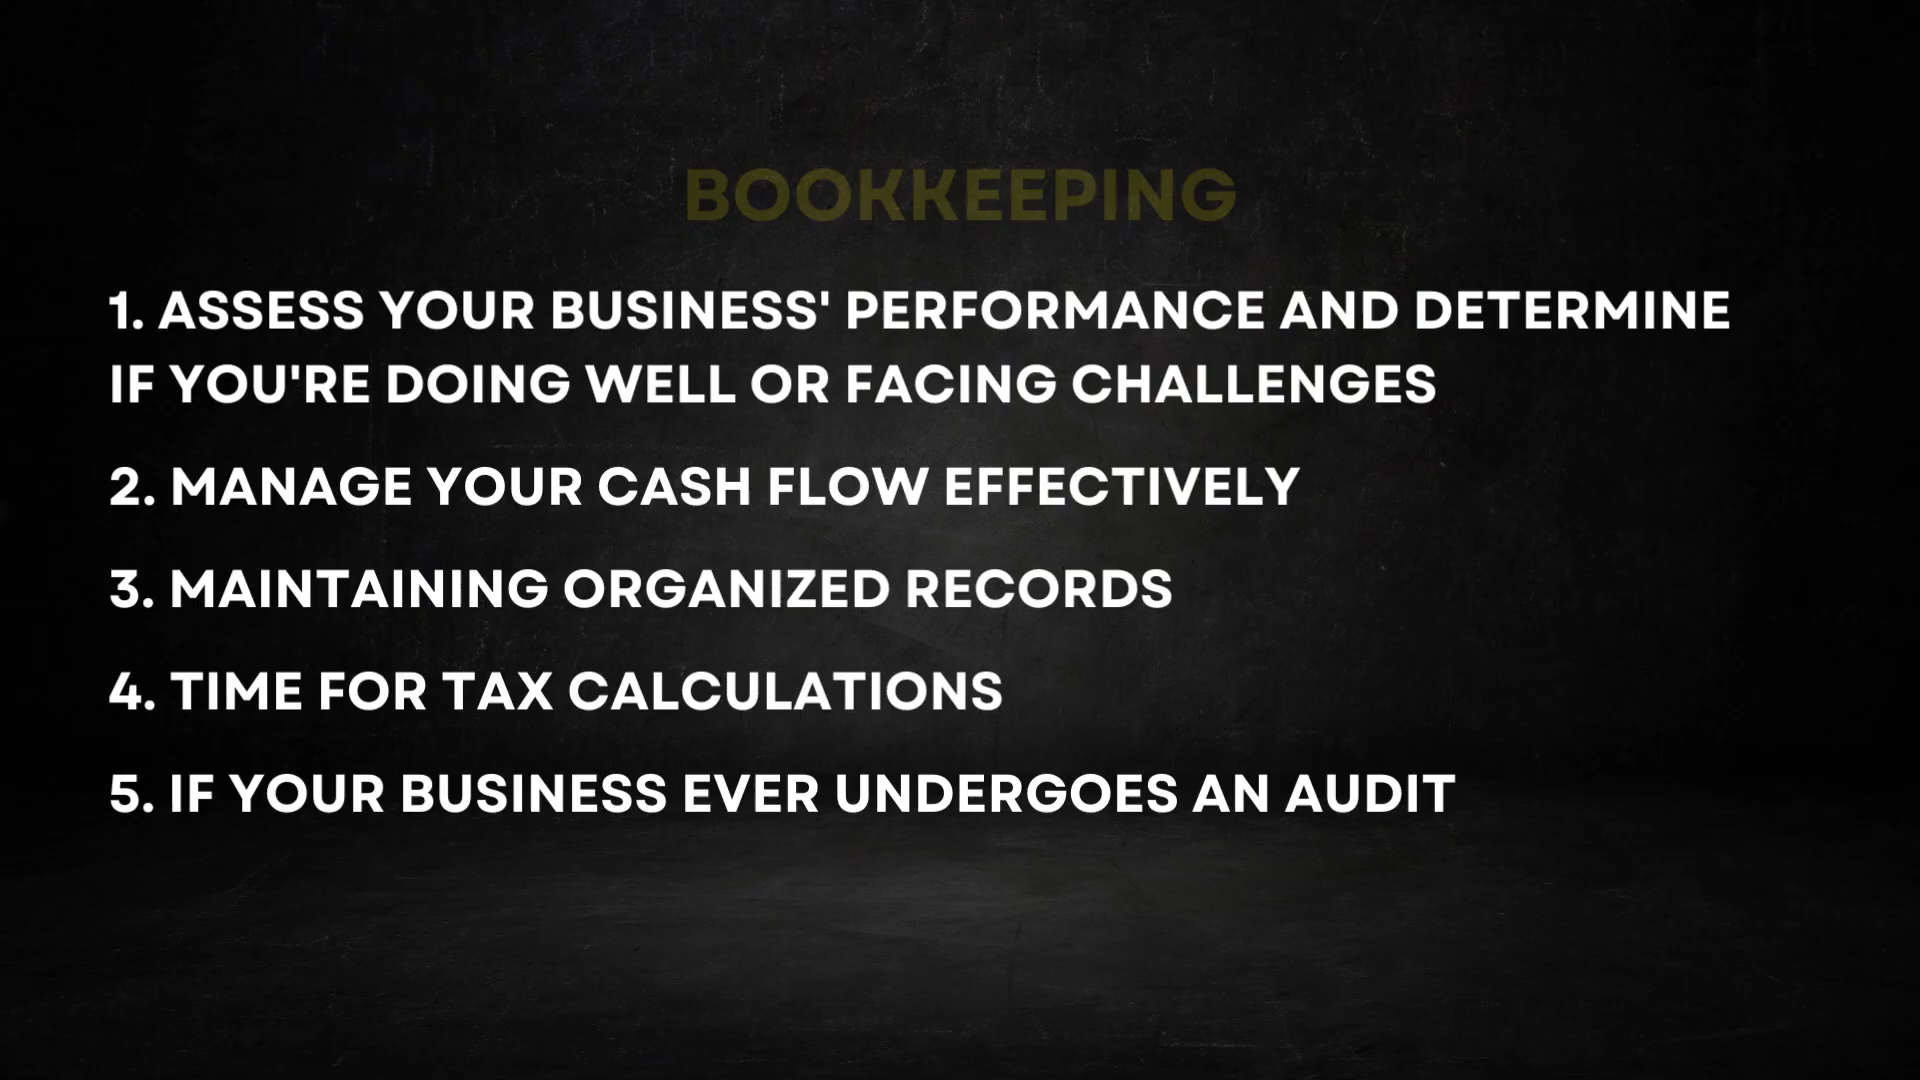 BOOKKEEPING
1. ASSESS YOUR BUSINESS' PERFORMANCE AND DETERMINE
IF YOU'RE DOING WELL OR FACING CHALLENGES
2. MANAGE YOUR CASH FLOW EFFECTIVELY
3. MAINTAINING ORGANIZED RECORDS
4. TIME FOR TAX CALCULATIONS
5. IF YOUR BUSINESS EVER UNDERGOES AN AUDIT